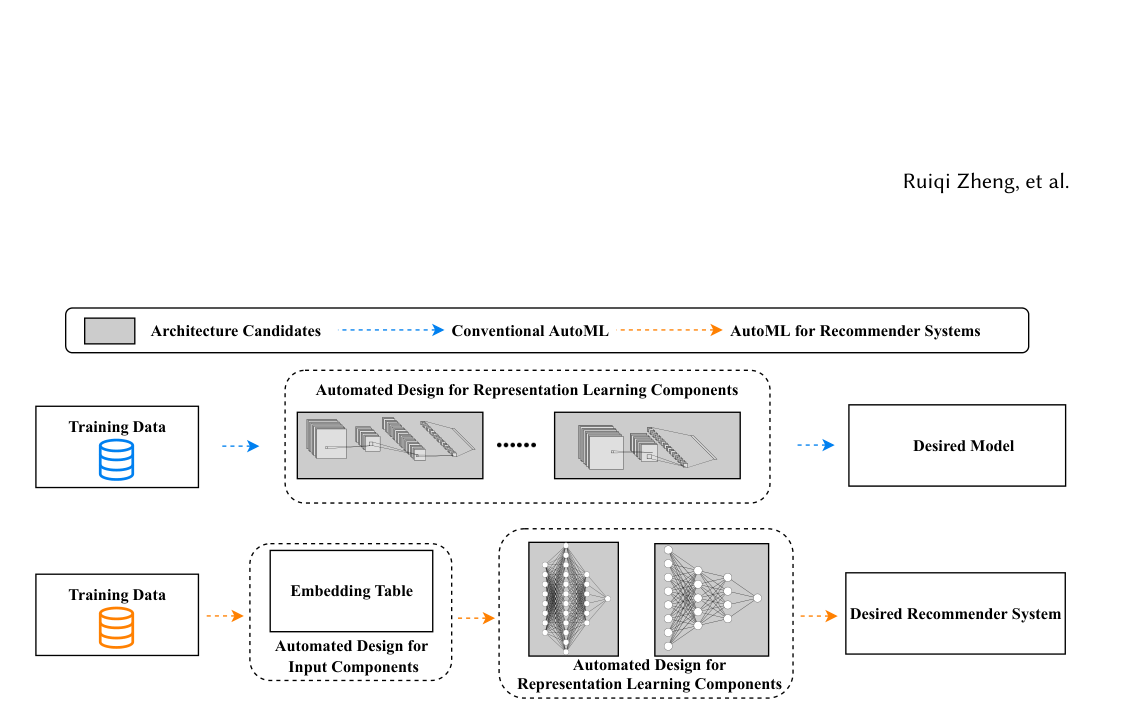 Ruiqi Zheng, et al.
Architecture Candidates
Conventional AutoML
AutoML for Recommender Systems
Automated Design for Representation Learning Components
Training Data
......
Desired Model
Training Data
Embedding Table
Automated Design for
Input Components
Automated Design for
Representation Learning Components
Desired Recommender System